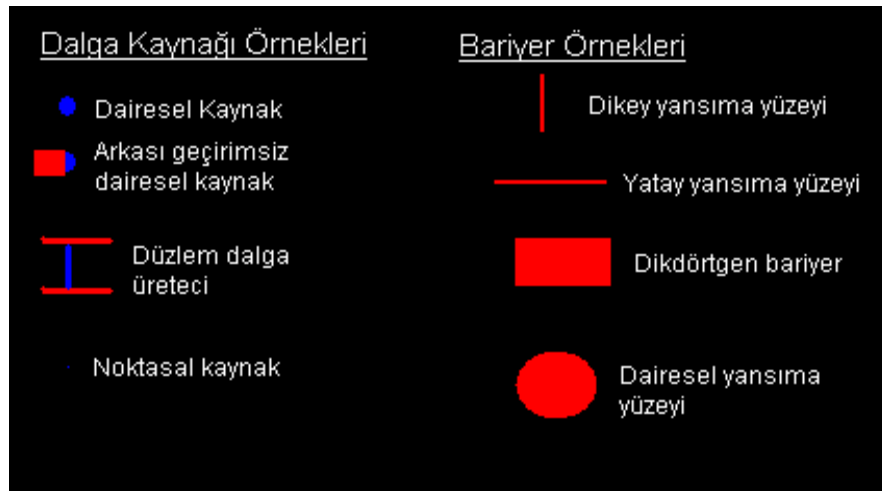 Dalga Kaynağı Örnekleri
Dairesel Kaynak
Arkası geçirimsiz
dairesel kaynak
Düzlem dalga
üreteci
Noktasal kaynak
Bariyer Örnekleri
Dikey yansıma yüzeyi
Yatay yansıma yüzeyi
Dikdörtgen bariyer
Dairesel yansıma
yüzeyi